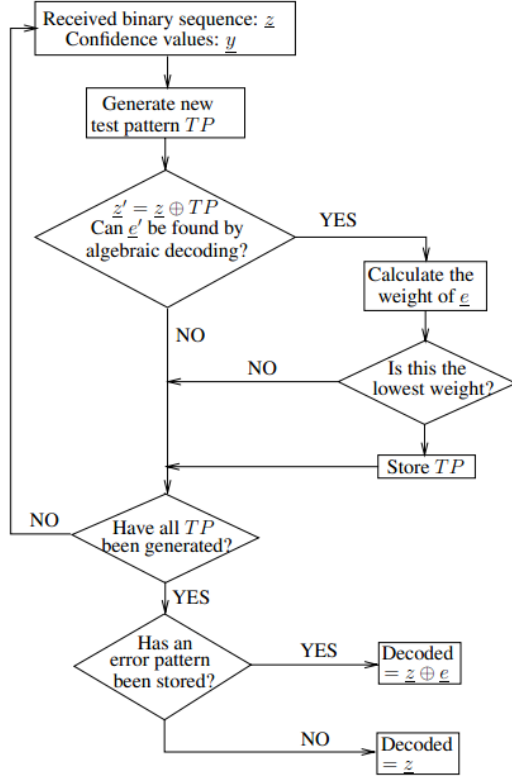 Received binary sequence: z
Confidence values: y
Generate new
test pattern TP
z' = z ⊕ TP
Can e' be found by
algebraic decoding?
YES
Calculate the
weight of e
NO
NO
Is this the
lowest weight?
Store TP
NO
Have all TP
been generated?
YES
Has an
error pattern
been stored?
YES
Decoded
= z ⊕ e
NO
Decoded
= z